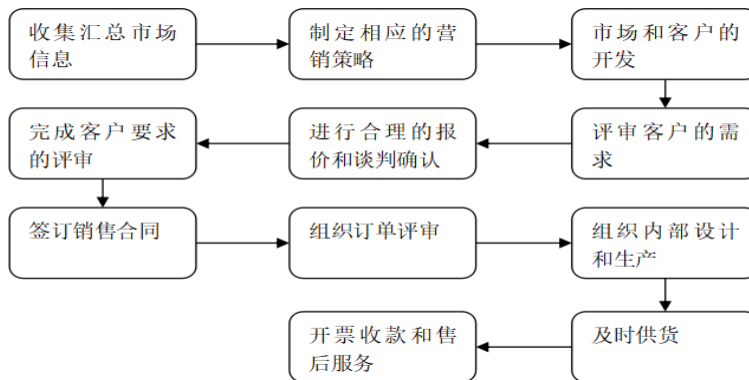 收集汇总市场
信息
制定相应的营
销策略
市场和客户的
开发
评审客户的需
求
进行合理的报
价和谈判确认
完成客户要求
的评审
签订销售合同
组织订单评审
组织内部设计
和生产
及时供货
开票收款和售
后服务